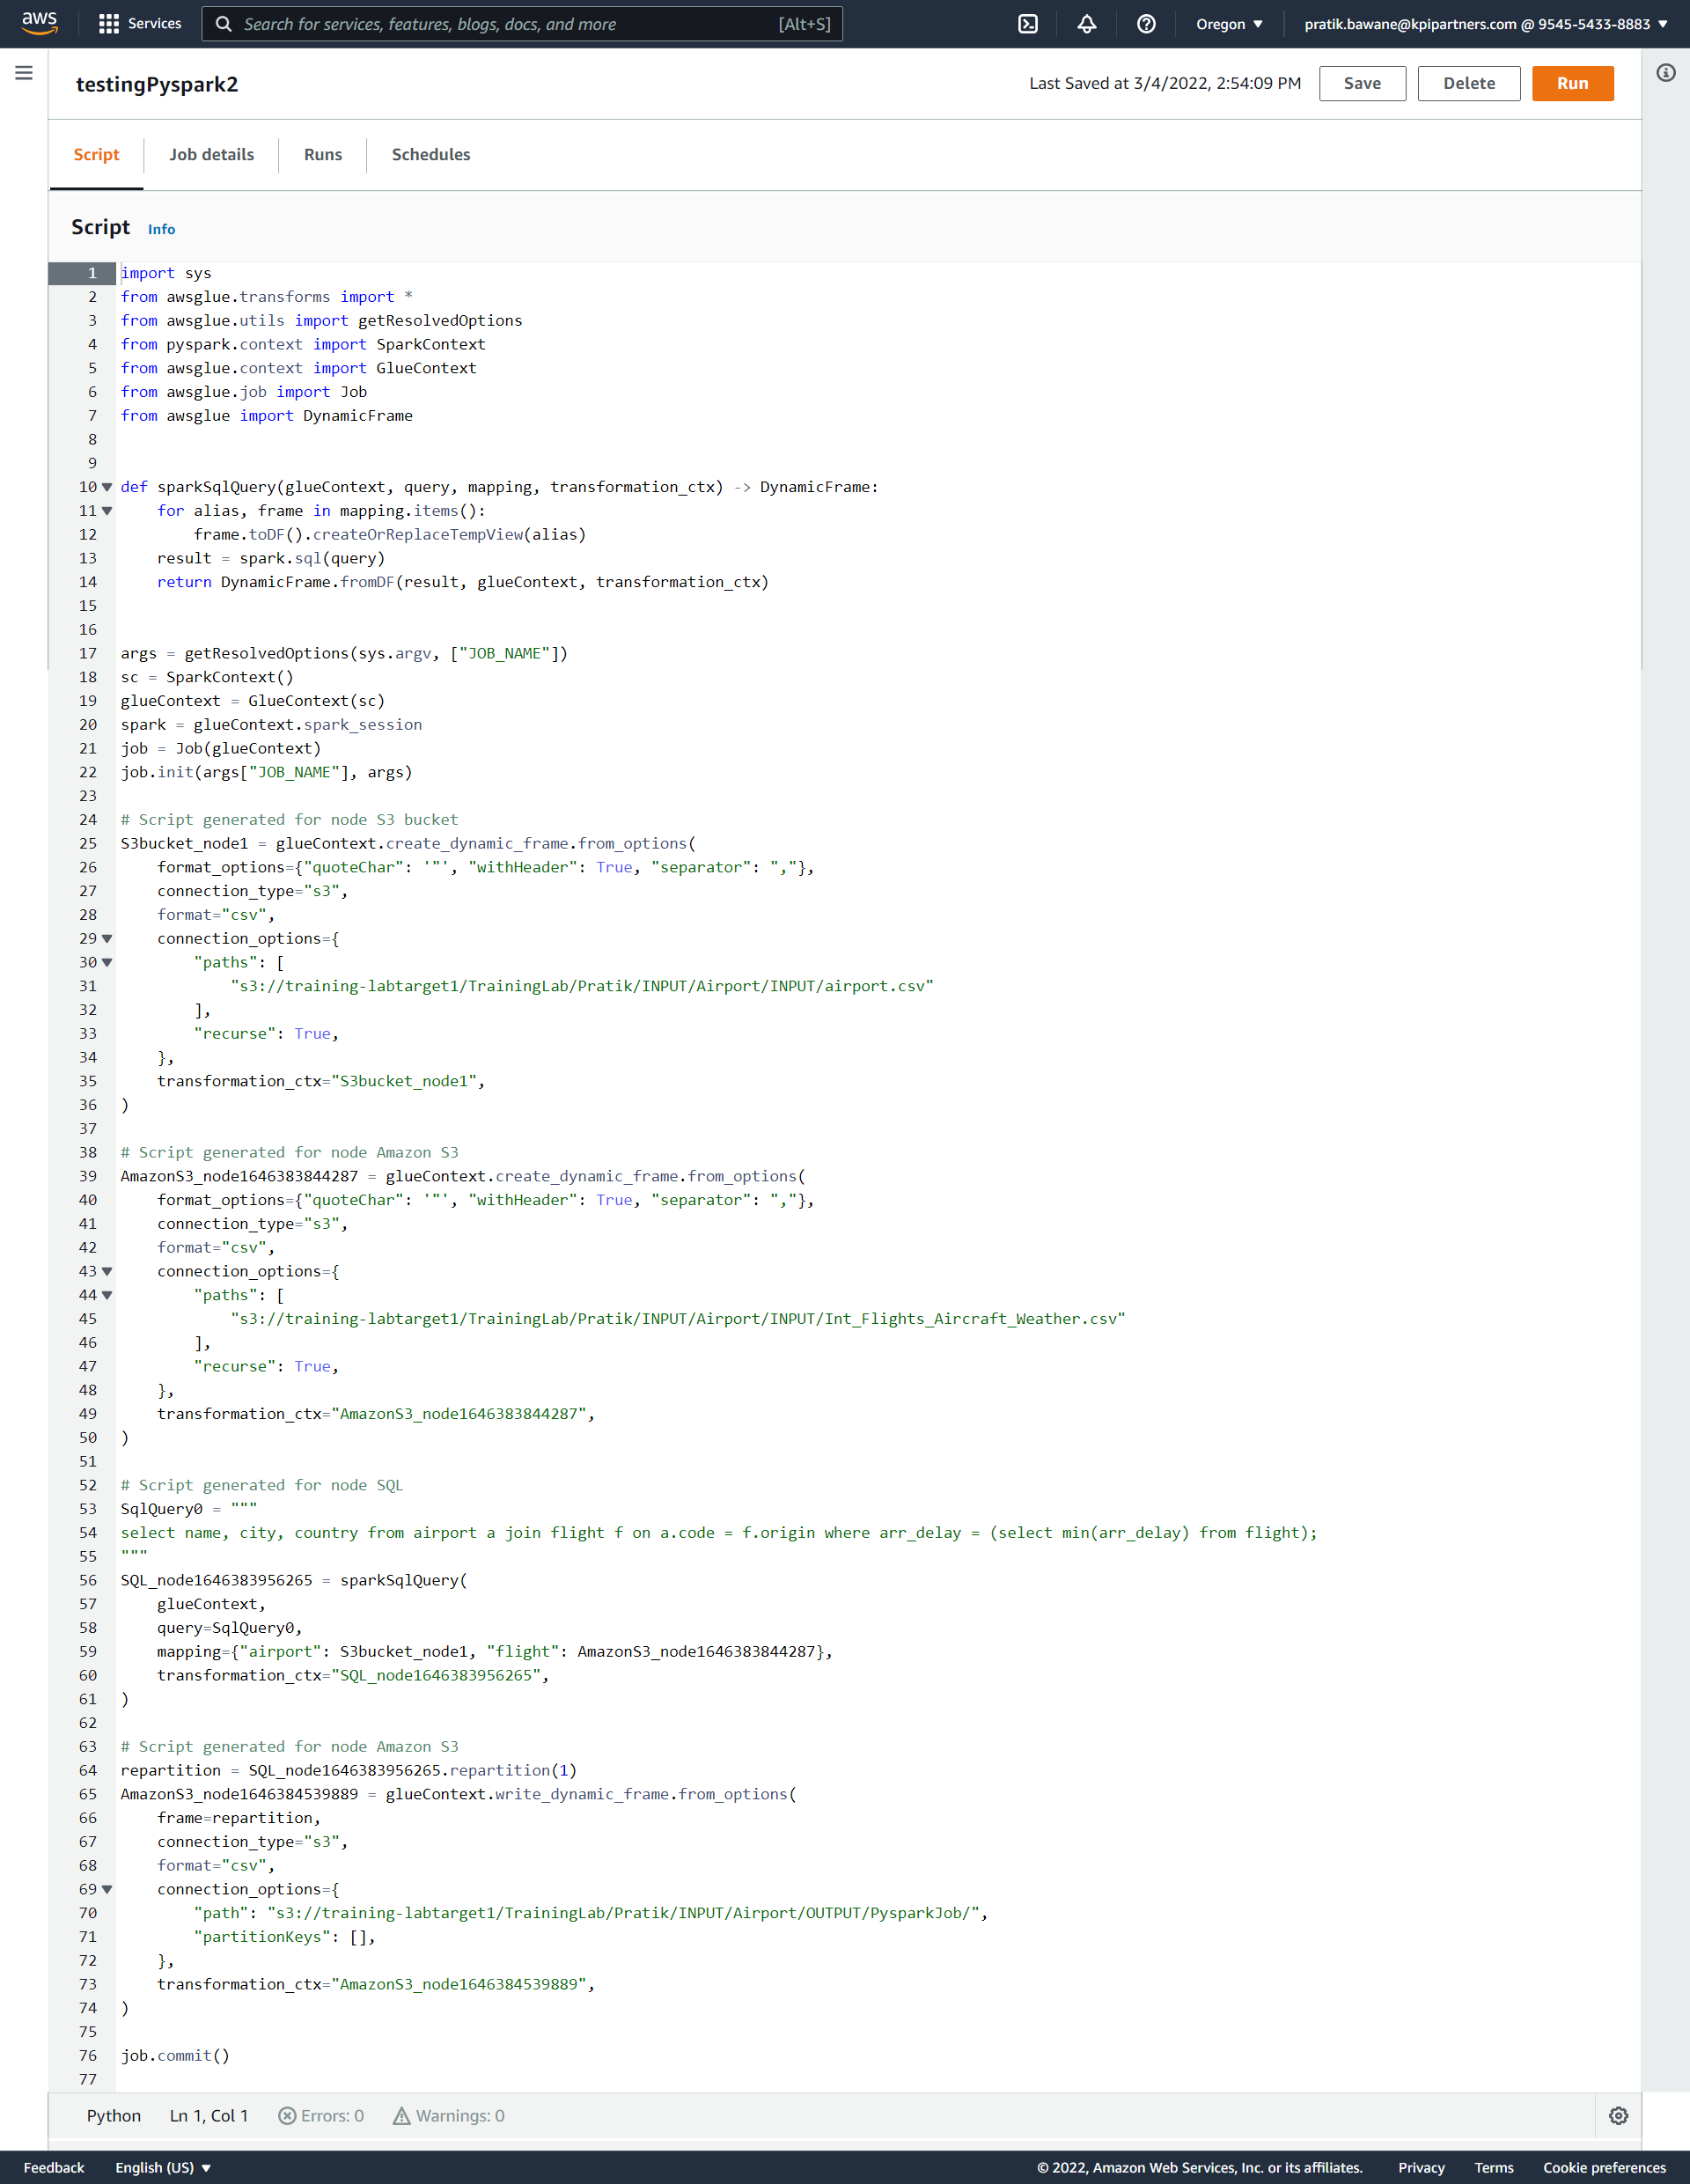 aws
Services
Search for services, features, blogs, docs, and more [Alt+S]
Oregon
pratik.bawane@kpipartners.com @ 9545-5433-8883
testingPyspark2
Last Saved at 3/4/2022, 2:54:09 PM
Save
Delete
Run
Script
Job details
Runs
Schedules
Script Info
1 import sys
2 from awsglue.transforms import *
3 from awsglue.utils import getResolvedOptions
4 from pyspark.context import SparkContext
5 from awsglue.context import GlueContext
6 from awsglue.job import Job
7 from awsglue import DynamicFrame
8
9
10 def sparkSqlQuery(glueContext, query, mapping, transformation_ctx) -> DynamicFrame:
11     for alias, frame in mapping.items():
12         frame.toDF().createOrReplaceTempView(alias)
13     result = spark.sql(query)
14     return DynamicFrame.fromDF(result, glueContext, transformation_ctx)
15
16
17 args = getResolvedOptions(sys.argv, ["JOB_NAME"])
18 sc = SparkContext()
19 glueContext = GlueContext(sc)
20 spark = glueContext.spark_session
21 job = Job(glueContext)
22 job.init(args["JOB_NAME"], args)
23
24 # Script generated for node S3 bucket
25 S3bucket_node1 = glueContext.create_dynamic_frame.from_options(
26     format_options={"quoteChar": '"', "withHeader": True, "separator": ","},
27     connection_type="s3",
28     format="csv",
29     connection_options={
30         "paths": [
31             "s3://training-labtarget1/TrainingLab/Pratik/INPUT/Airport/INPUT/airport.csv"
32         ],
33         "recurse": True,
34     },
35     transformation_ctx="S3bucket_node1",
36 )
37
38 # Script generated for node Amazon S3
39 AmazonS3_node1646383844287 = glueContext.create_dynamic_frame.from_options(
40     format_options={"quoteChar": '"', "withHeader": True, "separator": ","},
41     connection_type="s3",
42     format="csv",
43     connection_options={
44         "paths": [
45             "s3://training-labtarget1/TrainingLab/Pratik/INPUT/Airport/INPUT/Int_Flights_Aircraft_Weather.csv"
46         ],
47         "recurse": True,
48     },
49     transformation_ctx="AmazonS3_node1646383844287",
50 )
51
52 # Script generated for node SQL
53 SqlQuery0 = """
54 select name, city, country from airport a join flight f on a.code = f.origin where arr_delay = (select min(arr_delay) from flight);
55 """
56 SQL_node1646383956265 = sparkSqlQuery(
57     glueContext,
58     query=SqlQuery0,
59     mapping={"airport": S3bucket_node1, "flight": AmazonS3_node1646383844287},
60     transformation_ctx="SQL_node1646383956265",
61 )
62
63 # Script generated for node Amazon S3
64 repartition = SQL_node1646383956265.repartition(1)
65 AmazonS3_node1646384539889 = glueContext.write_dynamic_frame.from_options(
66     frame=repartition,
67     connection_type="s3",
68     format="csv",
69     connection_options={
70         "path": "s3://training-labtarget1/TrainingLab/Pratik/INPUT/Airport/OUTPUT/PysparkJob/",
71         "partitionKeys": [],
72     },
73     transformation_ctx="AmazonS3_node1646384539889",
74 )
75
76 job.commit()
77
Python Ln 1, Col 1 Errors: 0 Warnings: 0
Feedback English (US) © 2022, Amazon Web Services, Inc. or its affiliates. Privacy Terms Cookie preferences